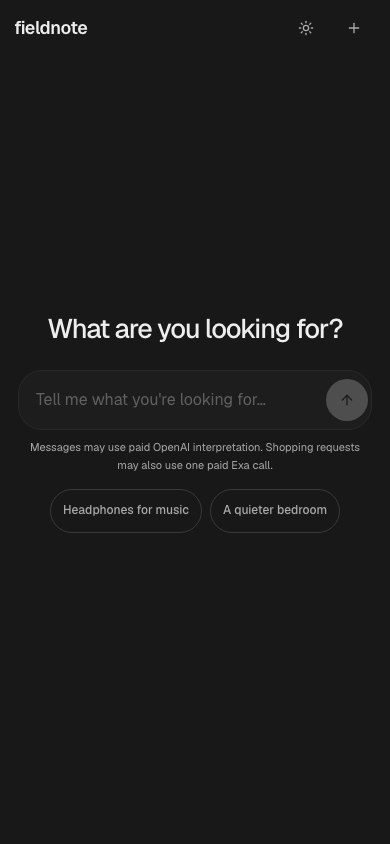 fieldnote
What are you looking for?
Tell me what you're looking for...
Messages may use paid OpenAI interpretation. Shopping requests
may also use one paid Exa call.
Headphones for music
A quieter bedroom